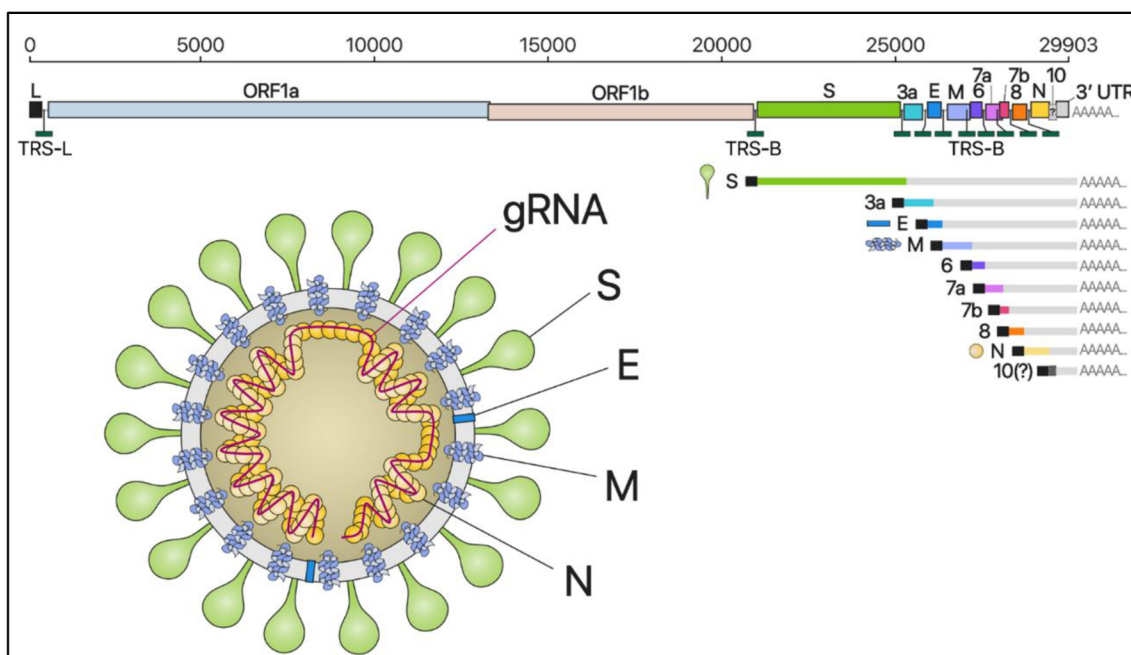 0 5000 10000 15000 20000 25000 29903
7a 7b 10
L ORF1a ORF1b S 3a E M 6 8 N 3′ UTR
? AAAAA...
TRS-L TRS-B TRS-B
S AAAAA...
3a AAAAA...
E AAAAA...
M AAAAA...
6 AAAAA...
7a AAAAA...
7b AAAAA...
8 AAAAA...
N AAAAA...
10(?) AAAAA...
gRNA
S
E
M
N